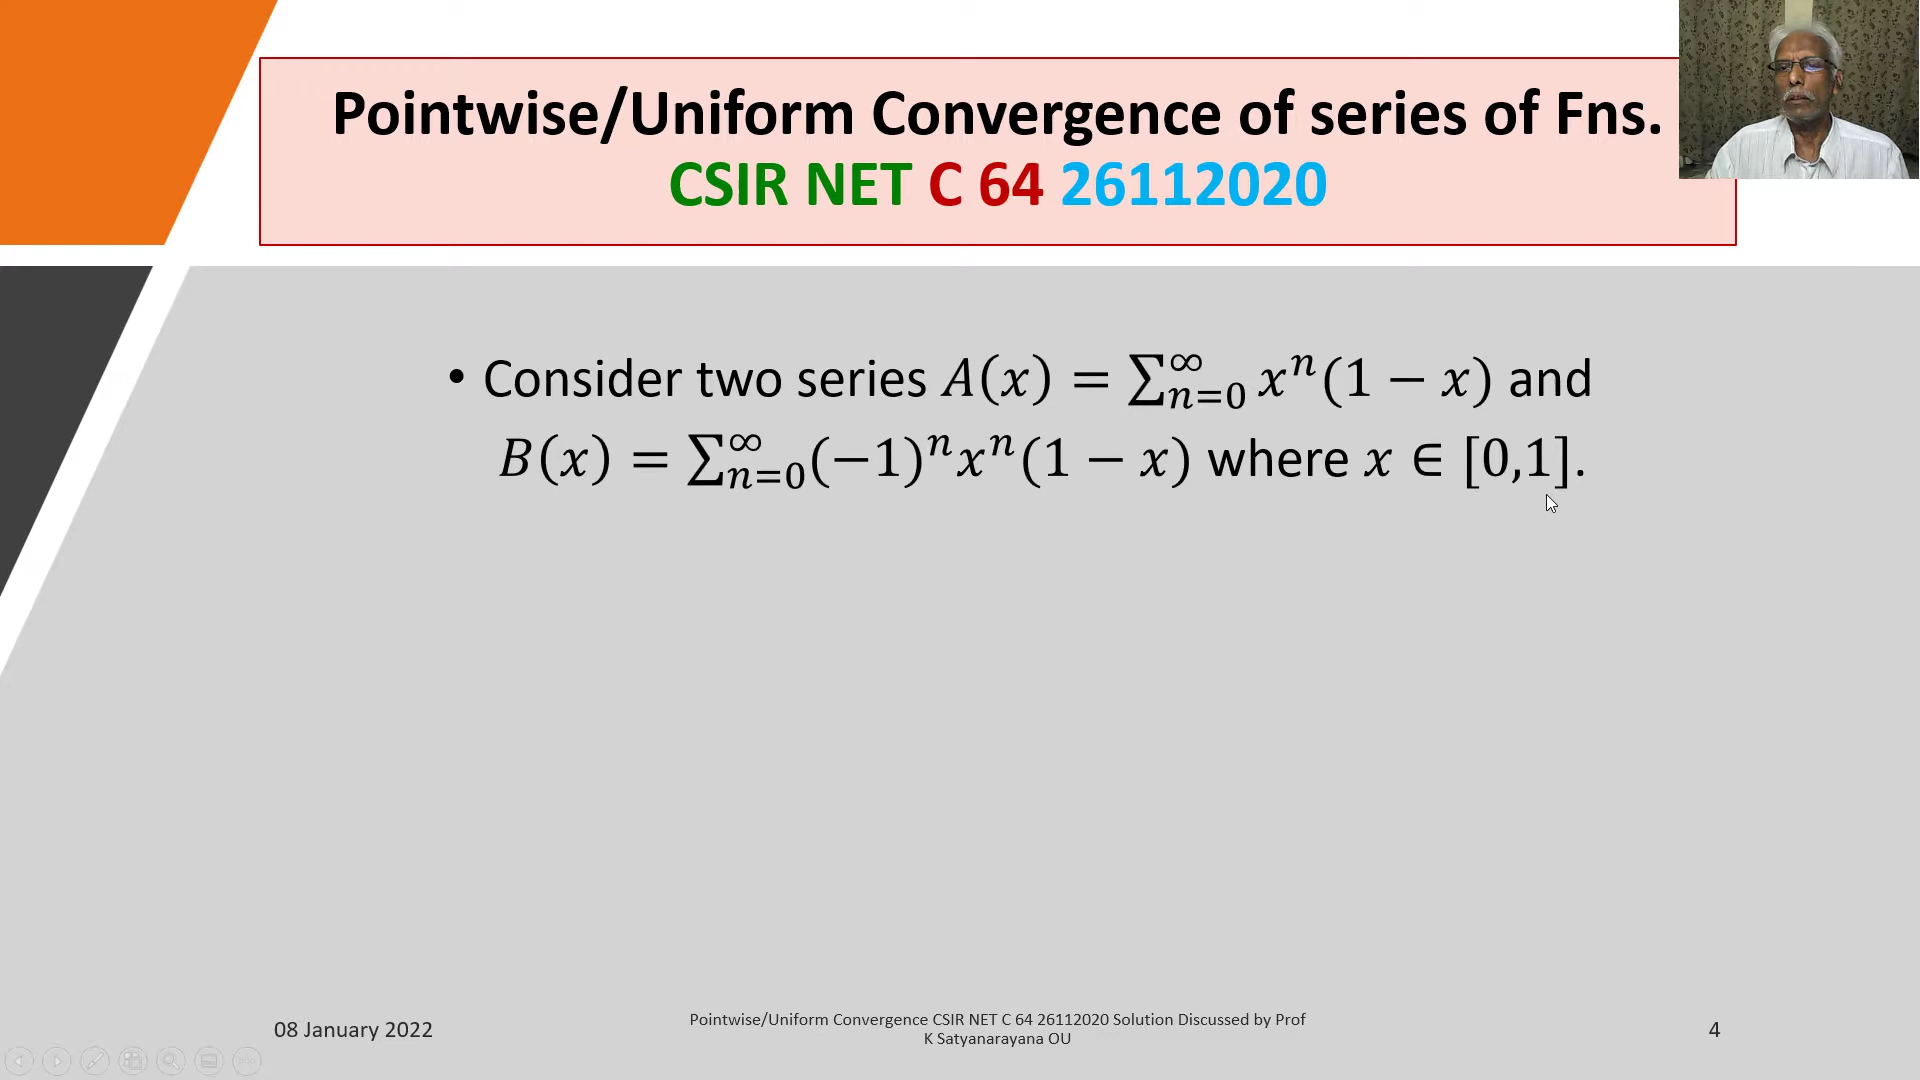 Pointwise/Uniform Convergence of series of Fns.
CSIR NET C 64 26112020
• Consider two series A(x) = ∑_{n=0}^{∞} x^n(1 − x) and
B(x) = ∑_{n=0}^{∞}(−1)^n x^n(1 − x) where x ∈ [0,1].
08 January 2022
Pointwise/Uniform Convergence CSIR NET C 64 26112020 Solution Discussed by Prof
K Satyanarayana OU
4